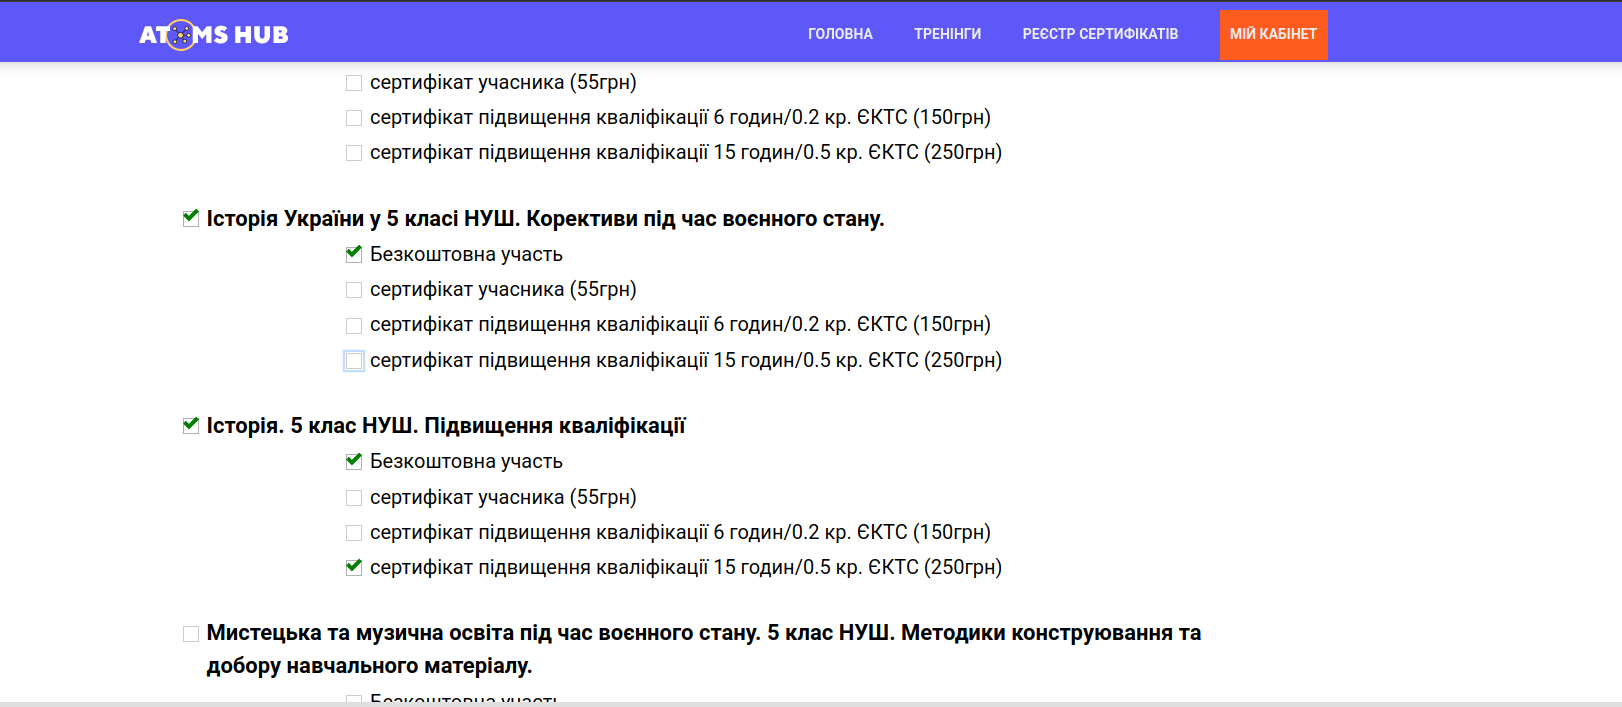 ATOMS HUB
ГОЛОВНА ТРЕНІНГИ РЕЄСТР СЕРТИФІКАТІВ МІЙ КАБІНЕТ
сертифікат учасника (55грн)
сертифікат підвищення кваліфікації 6 годин/0.2 кр. ЄКТС (150грн)
сертифікат підвищення кваліфікації 15 годин/0.5 кр. ЄКТС (250грн)
Історія України у 5 класі НУШ. Корективи під час воєнного стану.
Безкоштовна участь
сертифікат учасника (55грн)
сертифікат підвищення кваліфікації 6 годин/0.2 кр. ЄКТС (150грн)
сертифікат підвищення кваліфікації 15 годин/0.5 кр. ЄКТС (250грн)
Історія. 5 клас НУШ. Підвищення кваліфікації
Безкоштовна участь
сертифікат учасника (55грн)
сертифікат підвищення кваліфікації 6 годин/0.2 кр. ЄКТС (150грн)
сертифікат підвищення кваліфікації 15 годин/0.5 кр. ЄКТС (250грн)
Мистецька та музична освіта під час воєнного стану. 5 клас НУШ. Методики конструювання та
добору навчального матеріалу.
Безкоштовна участь